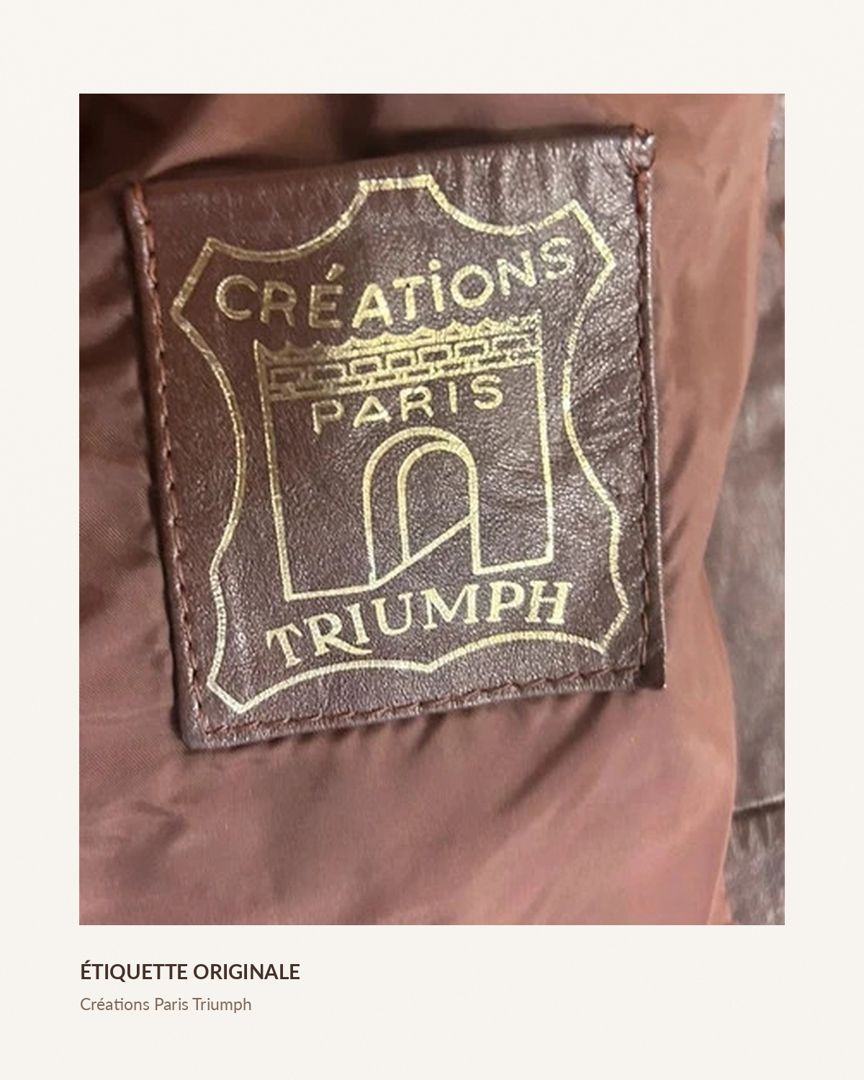 CRÉATIONS
PARIS
TRIUMPH
ÉTIQUETTE ORIGINALE
Créations Paris Triumph